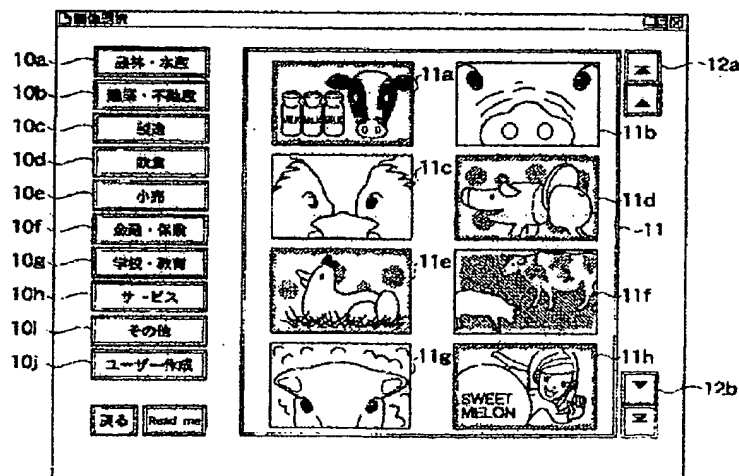 画像選択
10a 農林・水産
10b 建築・不動産
10c 製造
10d 飲食
10e 小売
10f 金融・保険
10g 学校・教育
10h サービス
10i その他
10j ユーザー作成
戻る Read me
11a
MILK MILK MILK
11b
11c
11d
11
11e
11f
11g
11h
SWEET
MELON
12a
12b